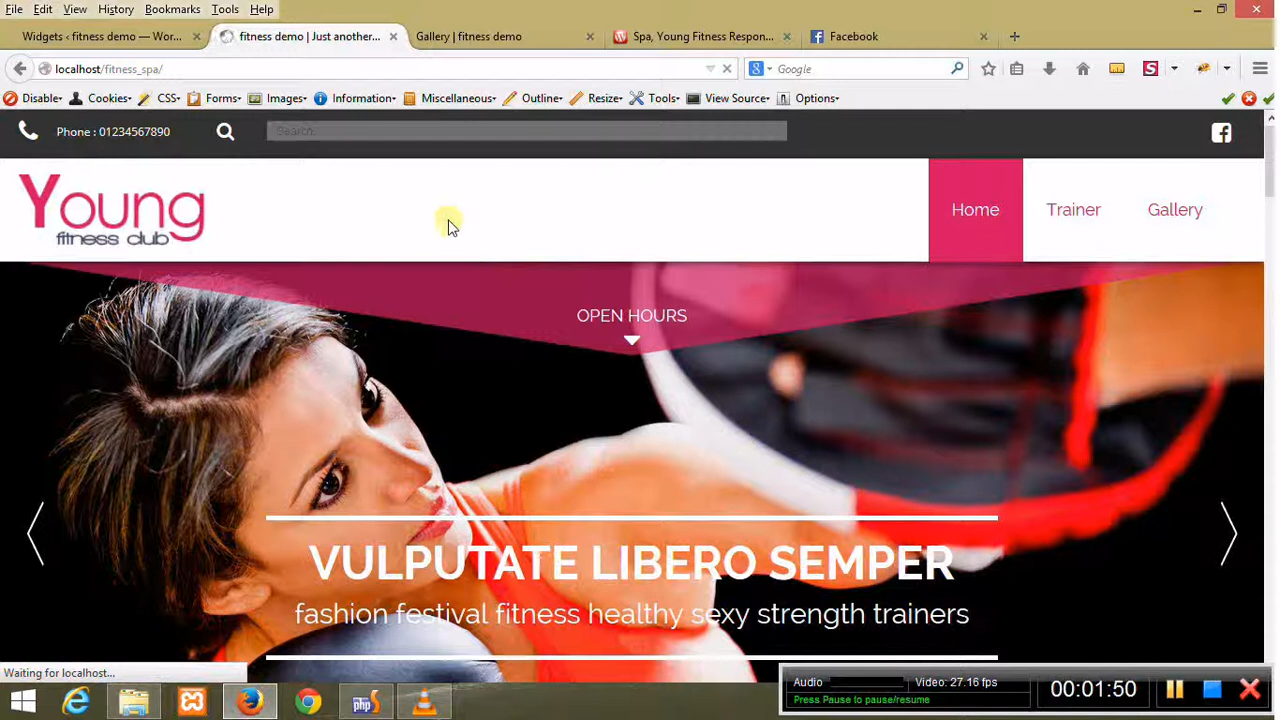 File Edit View History Bookmarks Tools Help
Widgets ‹ fitness demo — Wor... fitness demo | Just another... Gallery | fitness demo Spa, Young Fitness Respon... Facebook
localhost/fitness_spa/ Google
Disable Cookies CSS Forms Images Information Miscellaneous Outline Resize Tools View Source Options
Phone : 01234567890 Search..
Young
fitness club
Home Trainer Gallery
OPEN HOURS
VULPUTATE LIBERO SEMPER
fashion festival fitness healthy sexy strength trainers
Waiting for localhost...
Audio Video: 27.16 fps
Press Pause to pause/resume
00:01:50